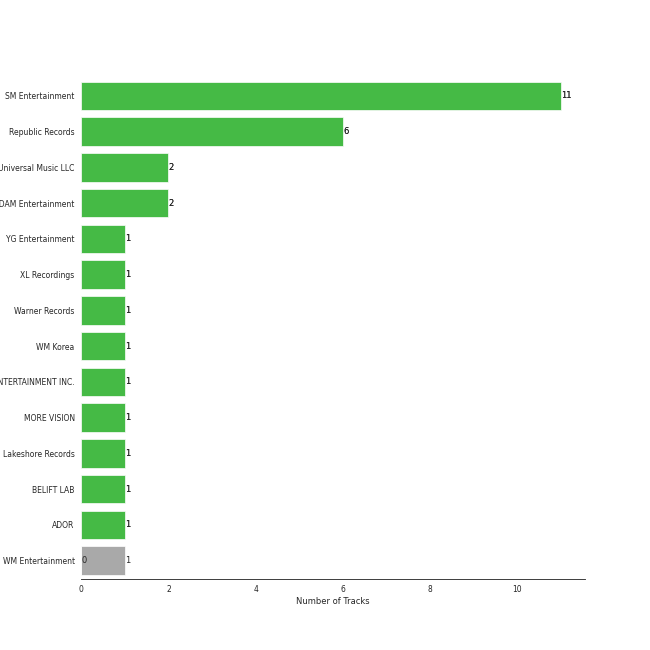 SM Entertainment 11
Republic Records 6
Universal Music LLC 2
DAM Entertainment 2
YG Entertainment 1
XL Recordings 1
Warner Records 1
WM Korea 1
NTERTAINMENT INC. 1
MORE VISION 1
Lakeshore Records 1
BELIFT LAB 1
ADOR 1
WM Entertainment 0 1
0 2 4 6 8 10
Number of Tracks